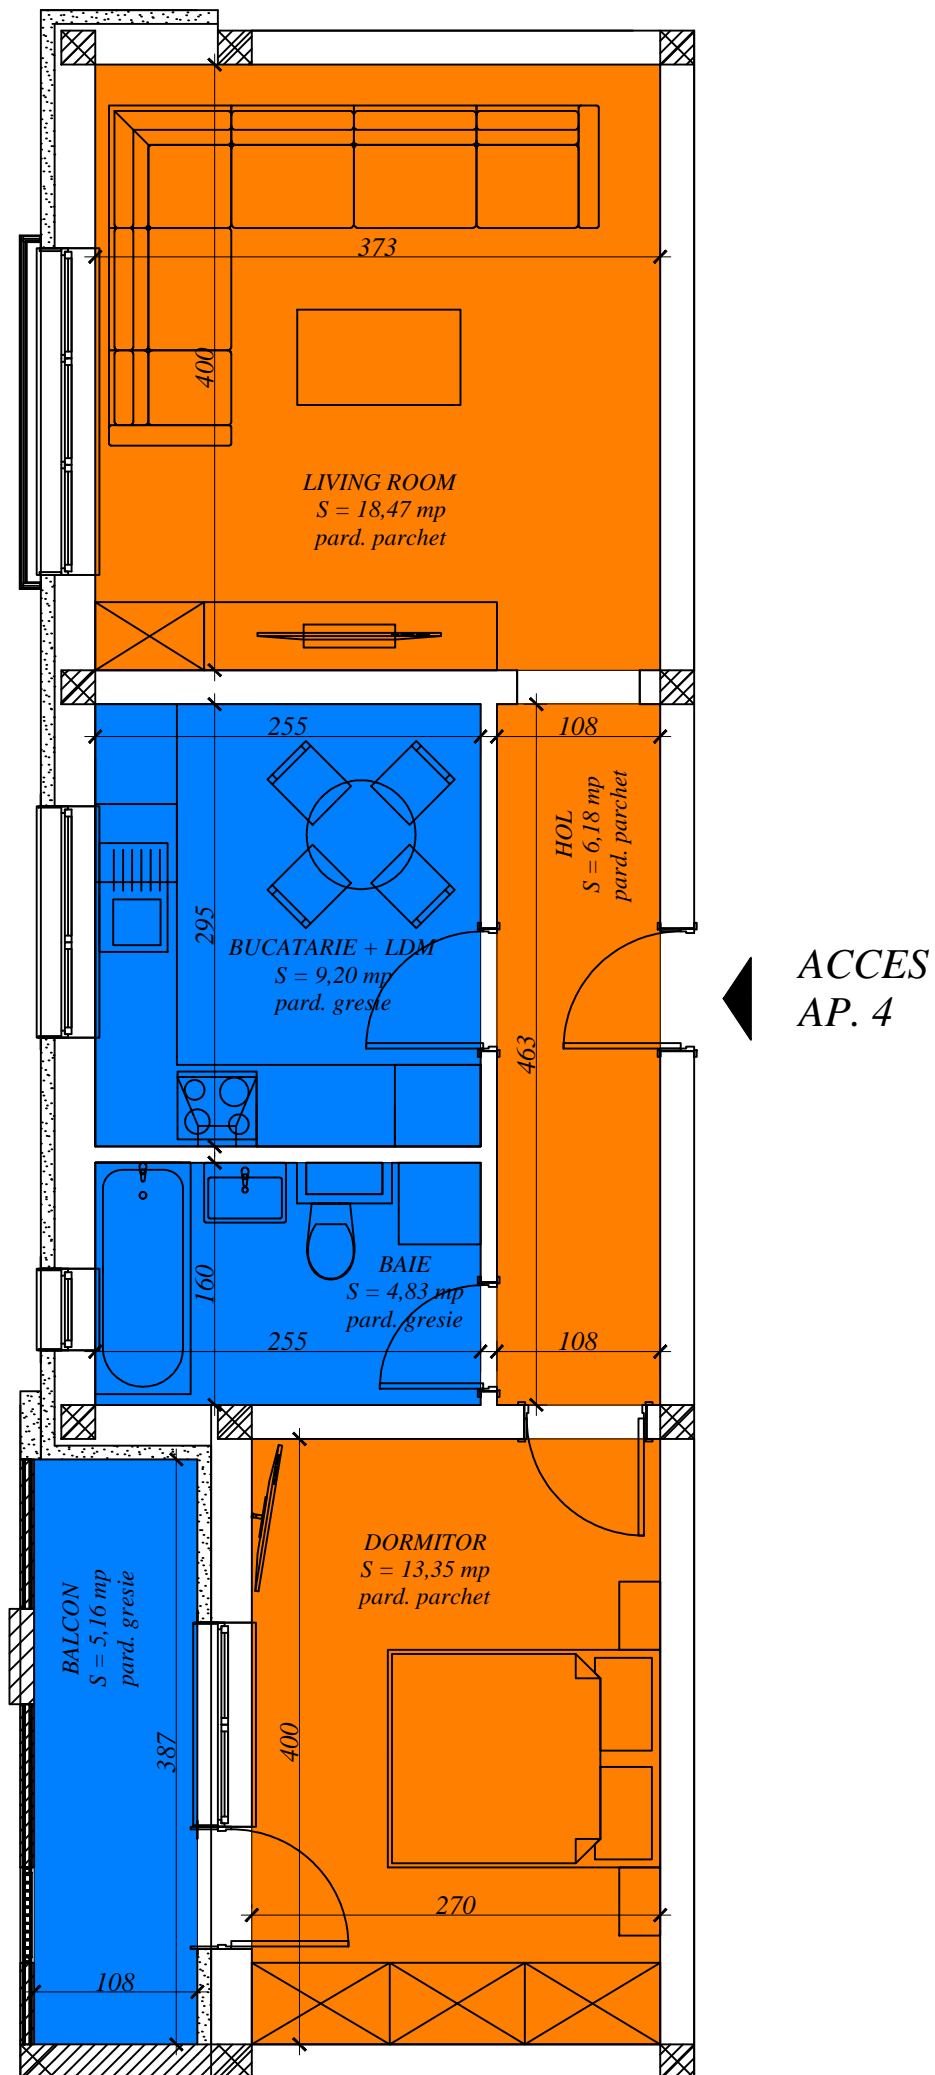 373
400
LIVING ROOM
S = 18,47 mp
pard. parchet
255
108
HOL
S = 6,18 mp
pard. parchet
295
BUCATARIE + LDM
S = 9,20 mp
pard. gresie
463
ACCES
AP. 4
160
BAIE
S = 4,83 mp
pard. gresie
255
108
DORMITOR
S = 13,35 mp
pard. parchet
BALCON
S = 5,16 mp
pard. gresie
387
400
270
108